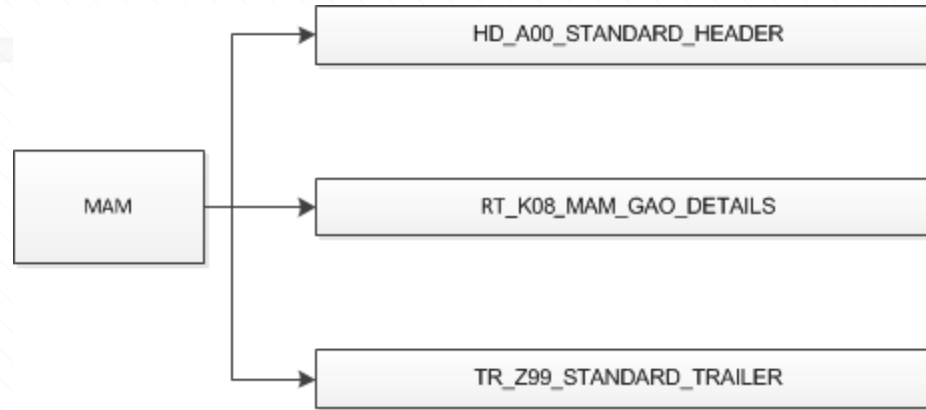 HD_A00_STANDARD_HEADER
MAM
RT_K08_MAM_GAO_DETAILS
TR_Z99_STANDARD_TRAILER